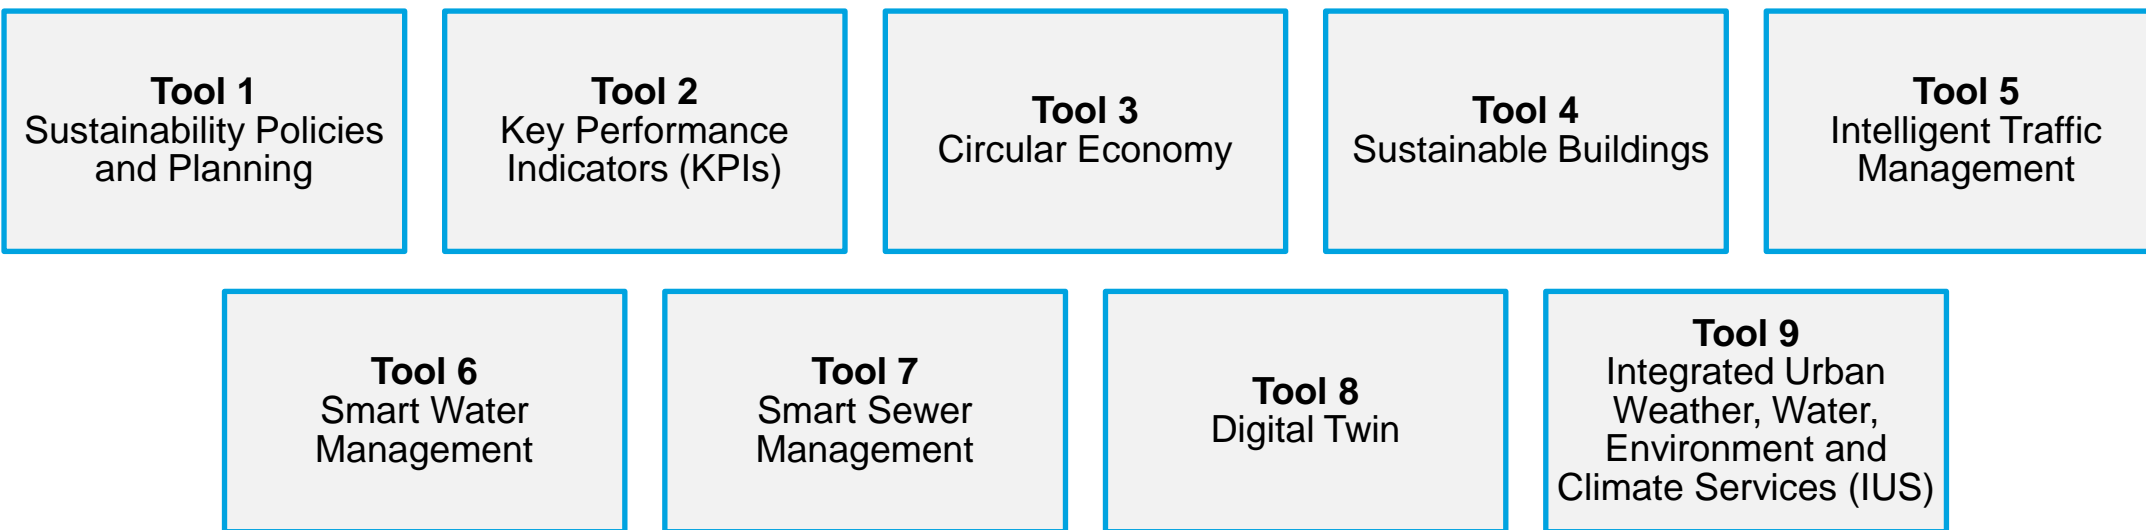 Tool 1
Sustainability Policies
and Planning
Tool 2
Key Performance
Indicators (KPIs)
Tool 3
Circular Economy
Tool 4
Sustainable Buildings
Tool 5
Intelligent Traffic
Management
Tool 6
Smart Water
Management
Tool 7
Smart Sewer
Management
Tool 8
Digital Twin
Tool 9
Integrated Urban
Weather, Water,
Environment and
Climate Services (IUS)